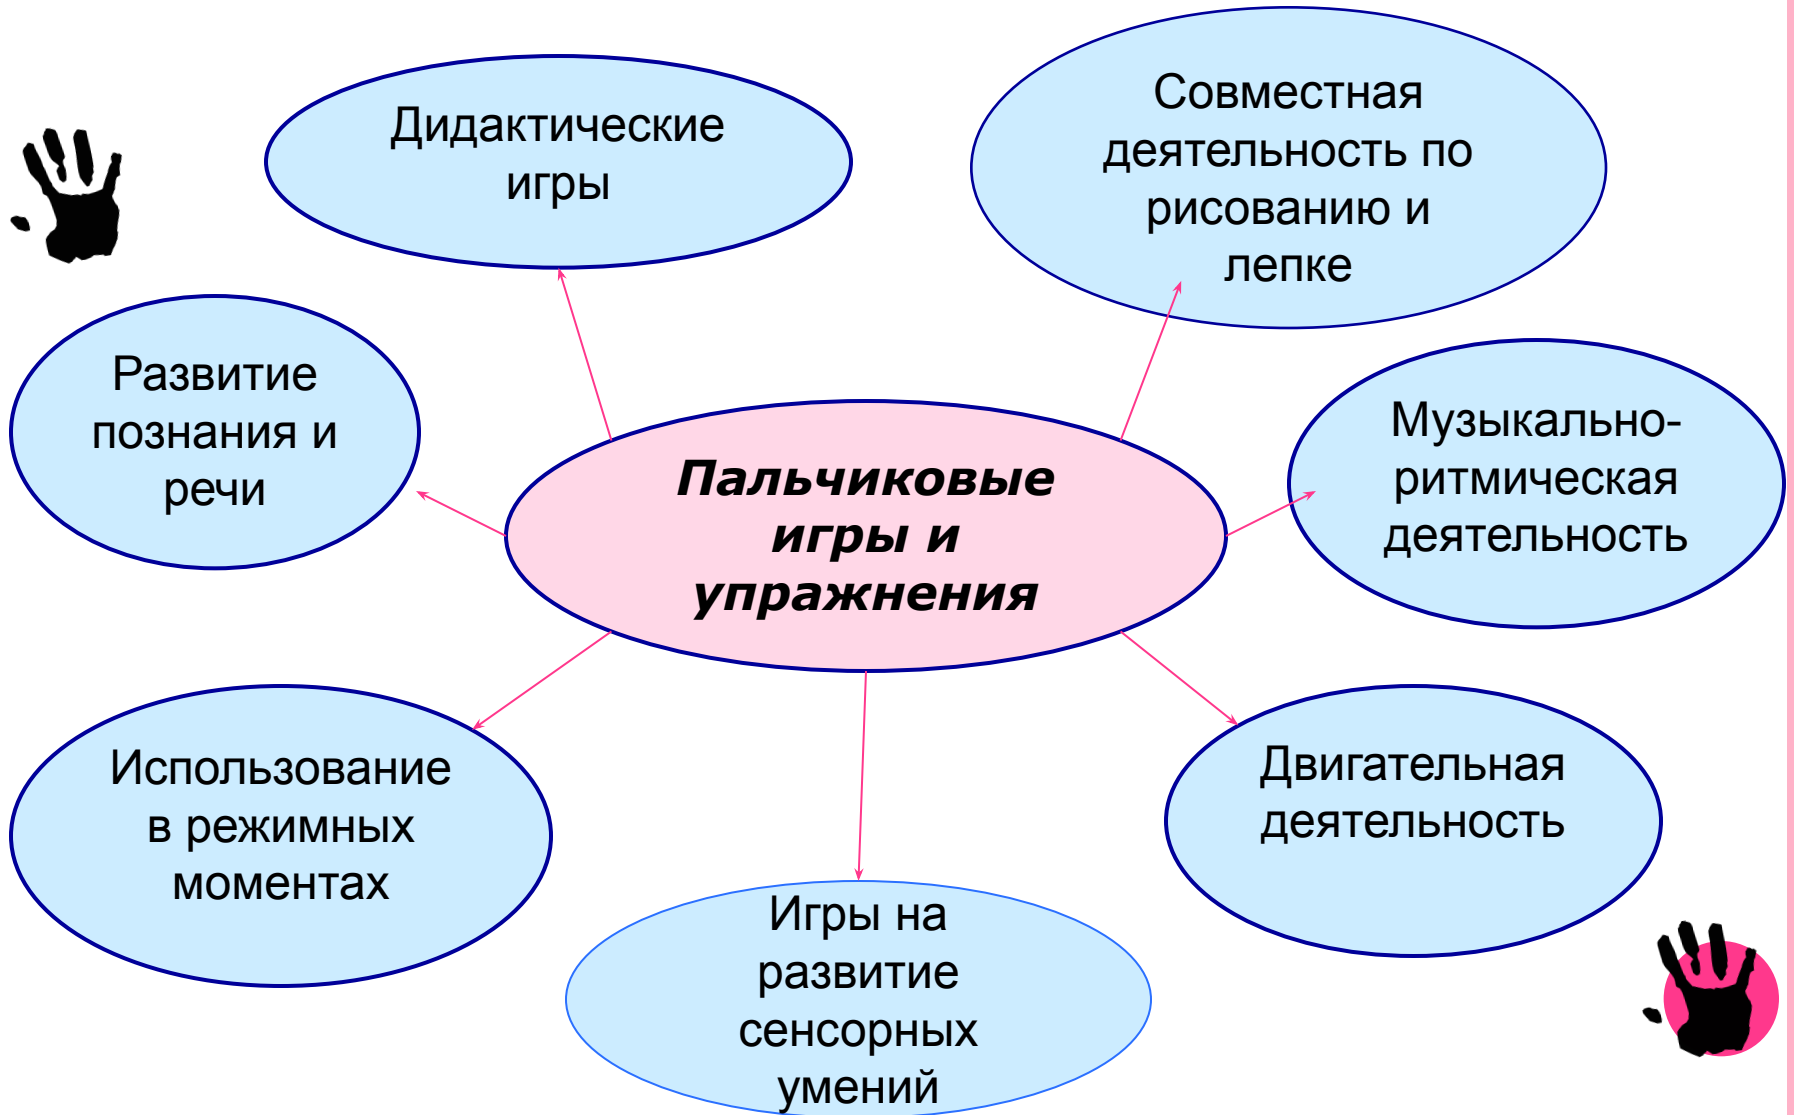 Дидактические
игры
Совместная
деятельность по
рисованию и
лепке
Развитие
познания и
речи
Пальчиковые
игры и
упражнения
Музыкально-
ритмическая
деятельность
Использование
в режимных
моментах
Игры на
развитие
сенсорных
умений
Двигательная
деятельность